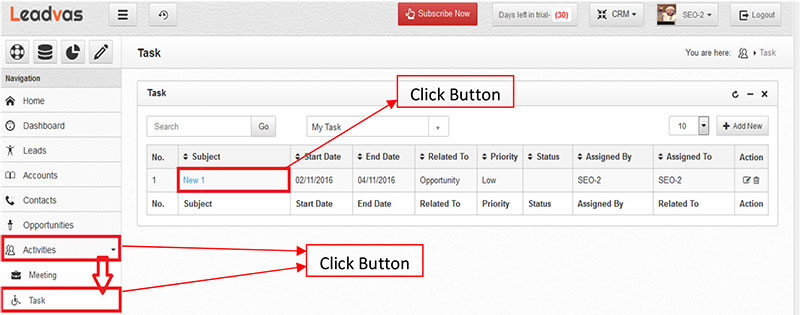 Leadvas
Subscribe Now
Days left in trial- (30)
CRM
SEO-2
Logout
Task
You are here: Task
Navigation
Home
Dashboard
Leads
Accounts
Contacts
Opportunities
Activities
Meeting
Task
Task
Click Button
Search Go My Task 10 Add New
No. Subject Start Date End Date Related To Priority Status Assigned By Assigned To Action
1 New 1 02/11/2016 04/11/2016 Opportunity Low SEO-2 SEO-2
No. Subject Start Date End Date Related To Priority Status Assigned By Related To Action
Click Button